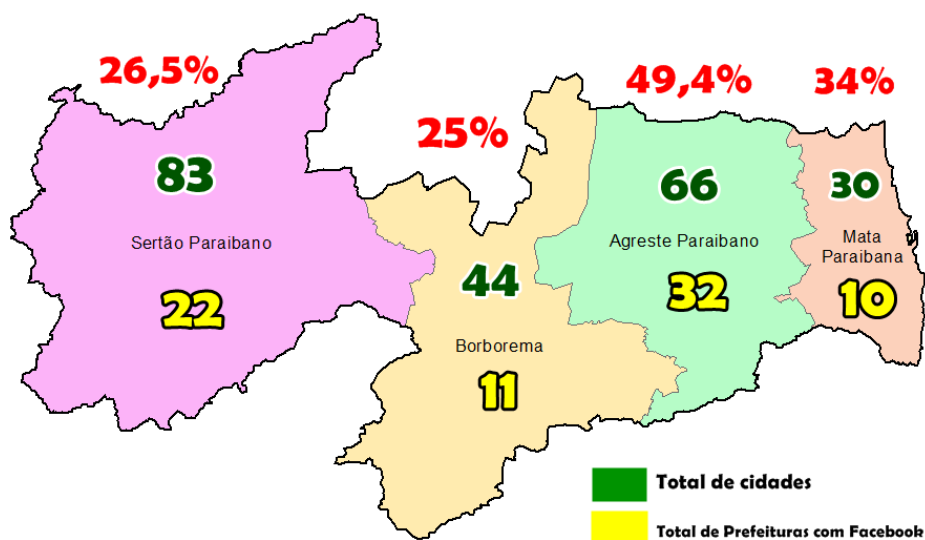 26,5%
25%
49,4%
34%
83
Sertão Paraibano
22
44
Borborema
11
66
Agreste Paraibano
32
30
Mata
Paraibana
10
Total de cidades
Total de Prefeituras com Facebook